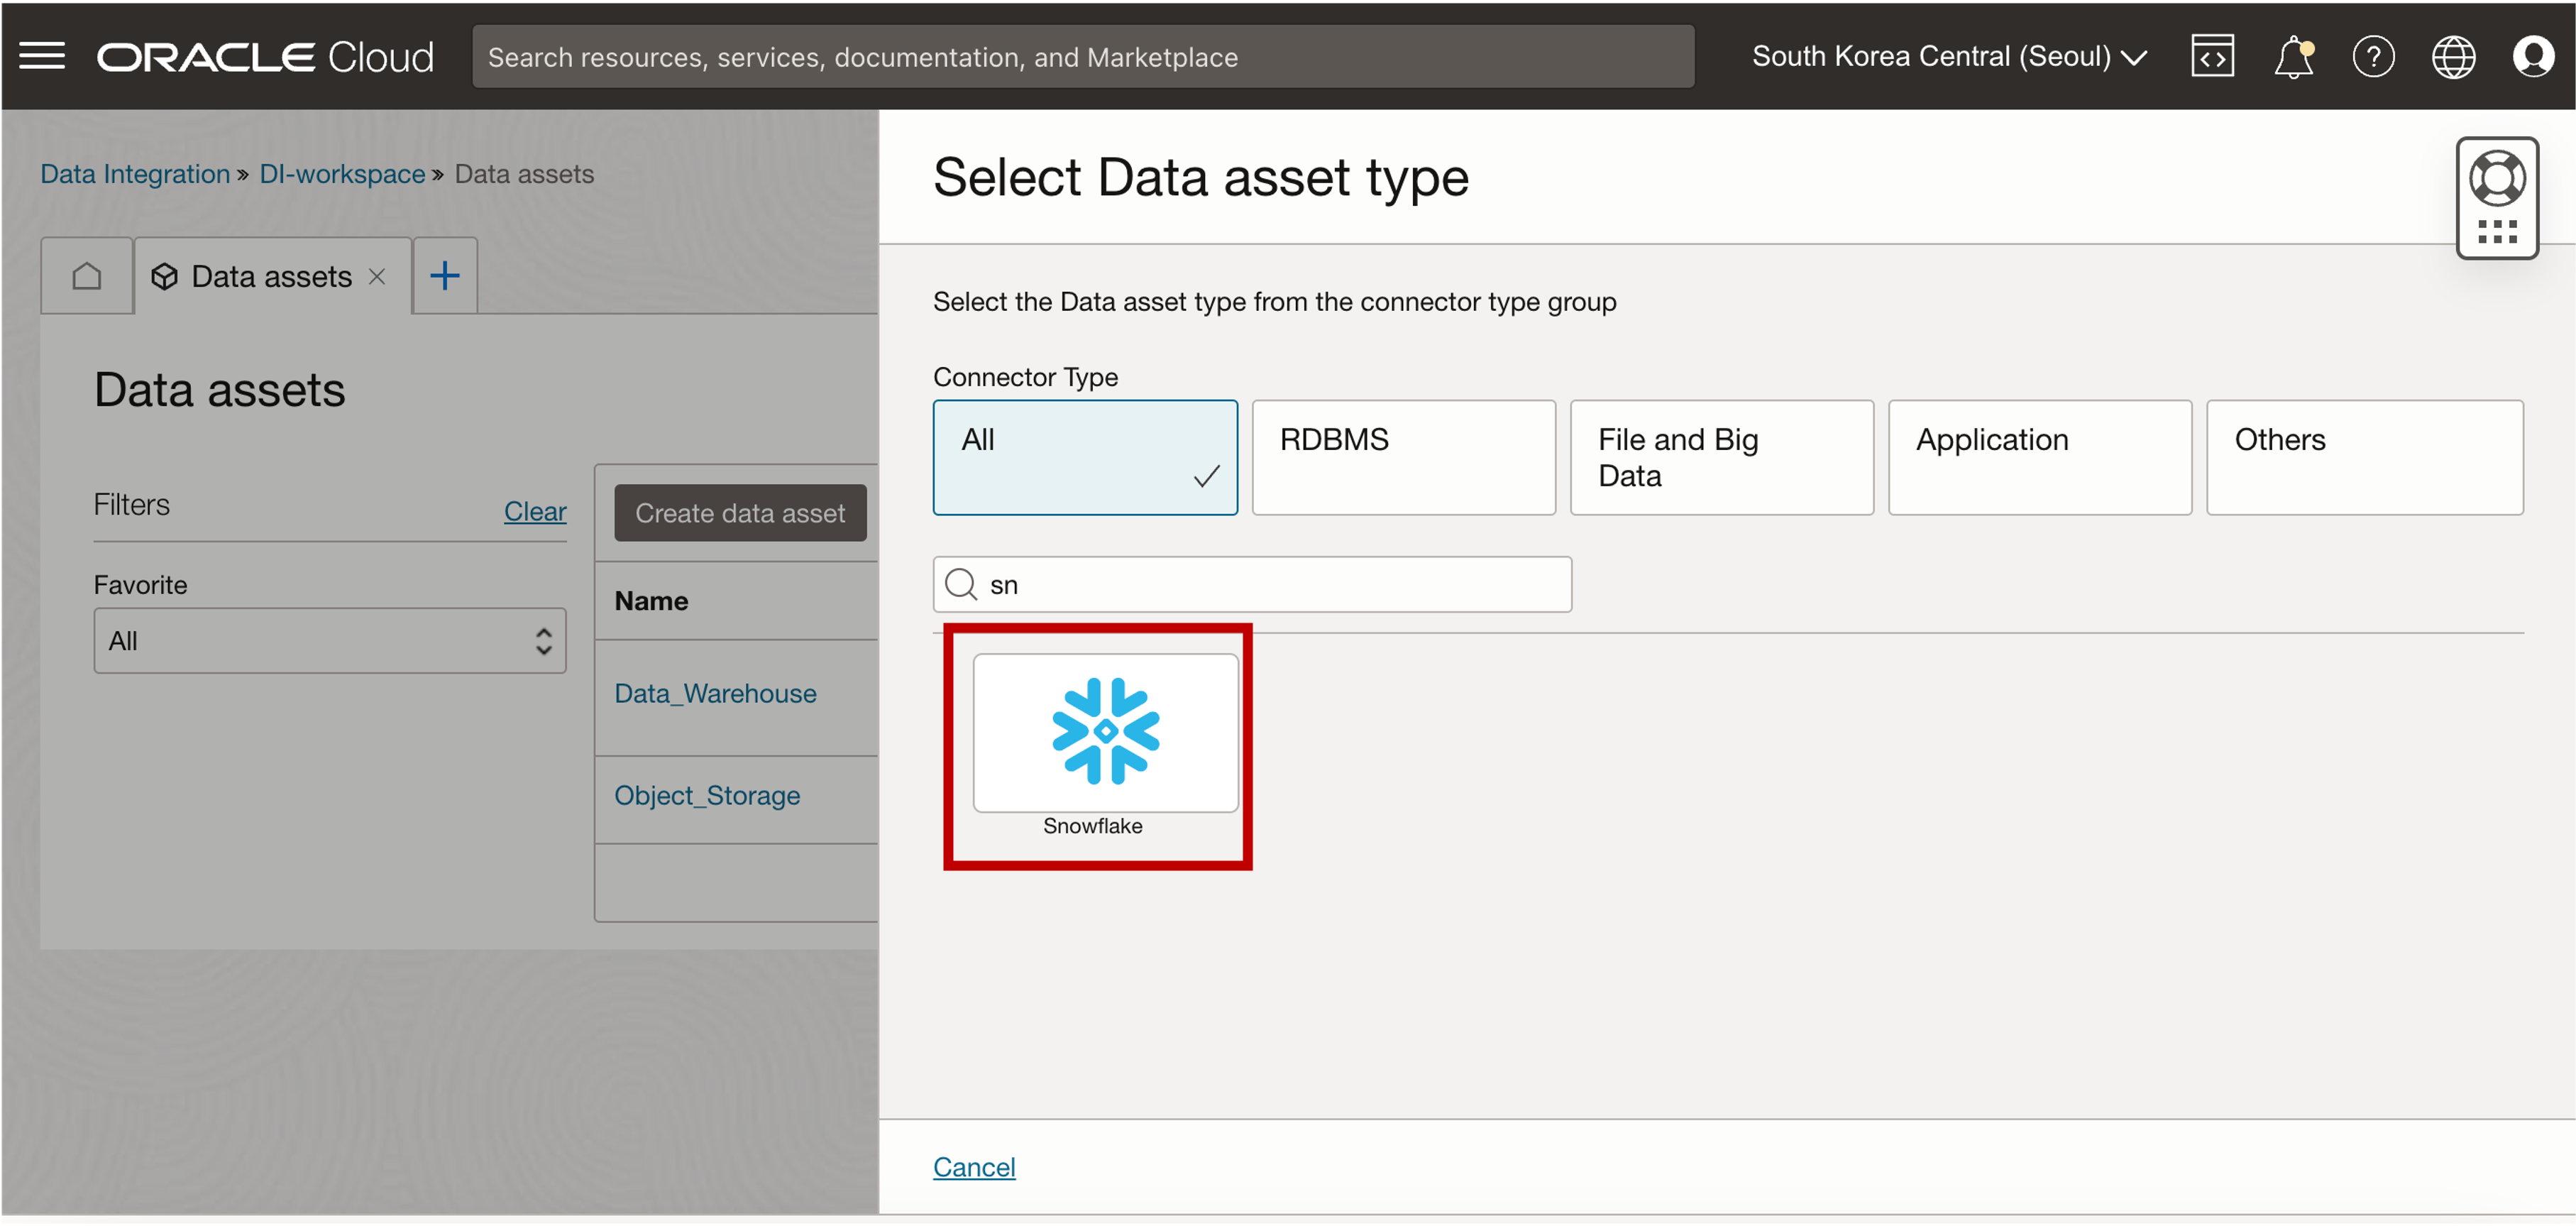 ORACLE Cloud
Search resources, services, documentation, and Marketplace
South Korea Central (Seoul)
Data Integration » DI-workspace » Data assets
Data assets
Data assets
Filters
Clear
Favorite
All
Create data asset
Name
Data_Warehouse
Object_Storage
Select Data asset type
Select the Data asset type from the connector type group
Connector Type
All
RDBMS
File and Big
Data
Application
Others
sn
Snowflake
Cancel